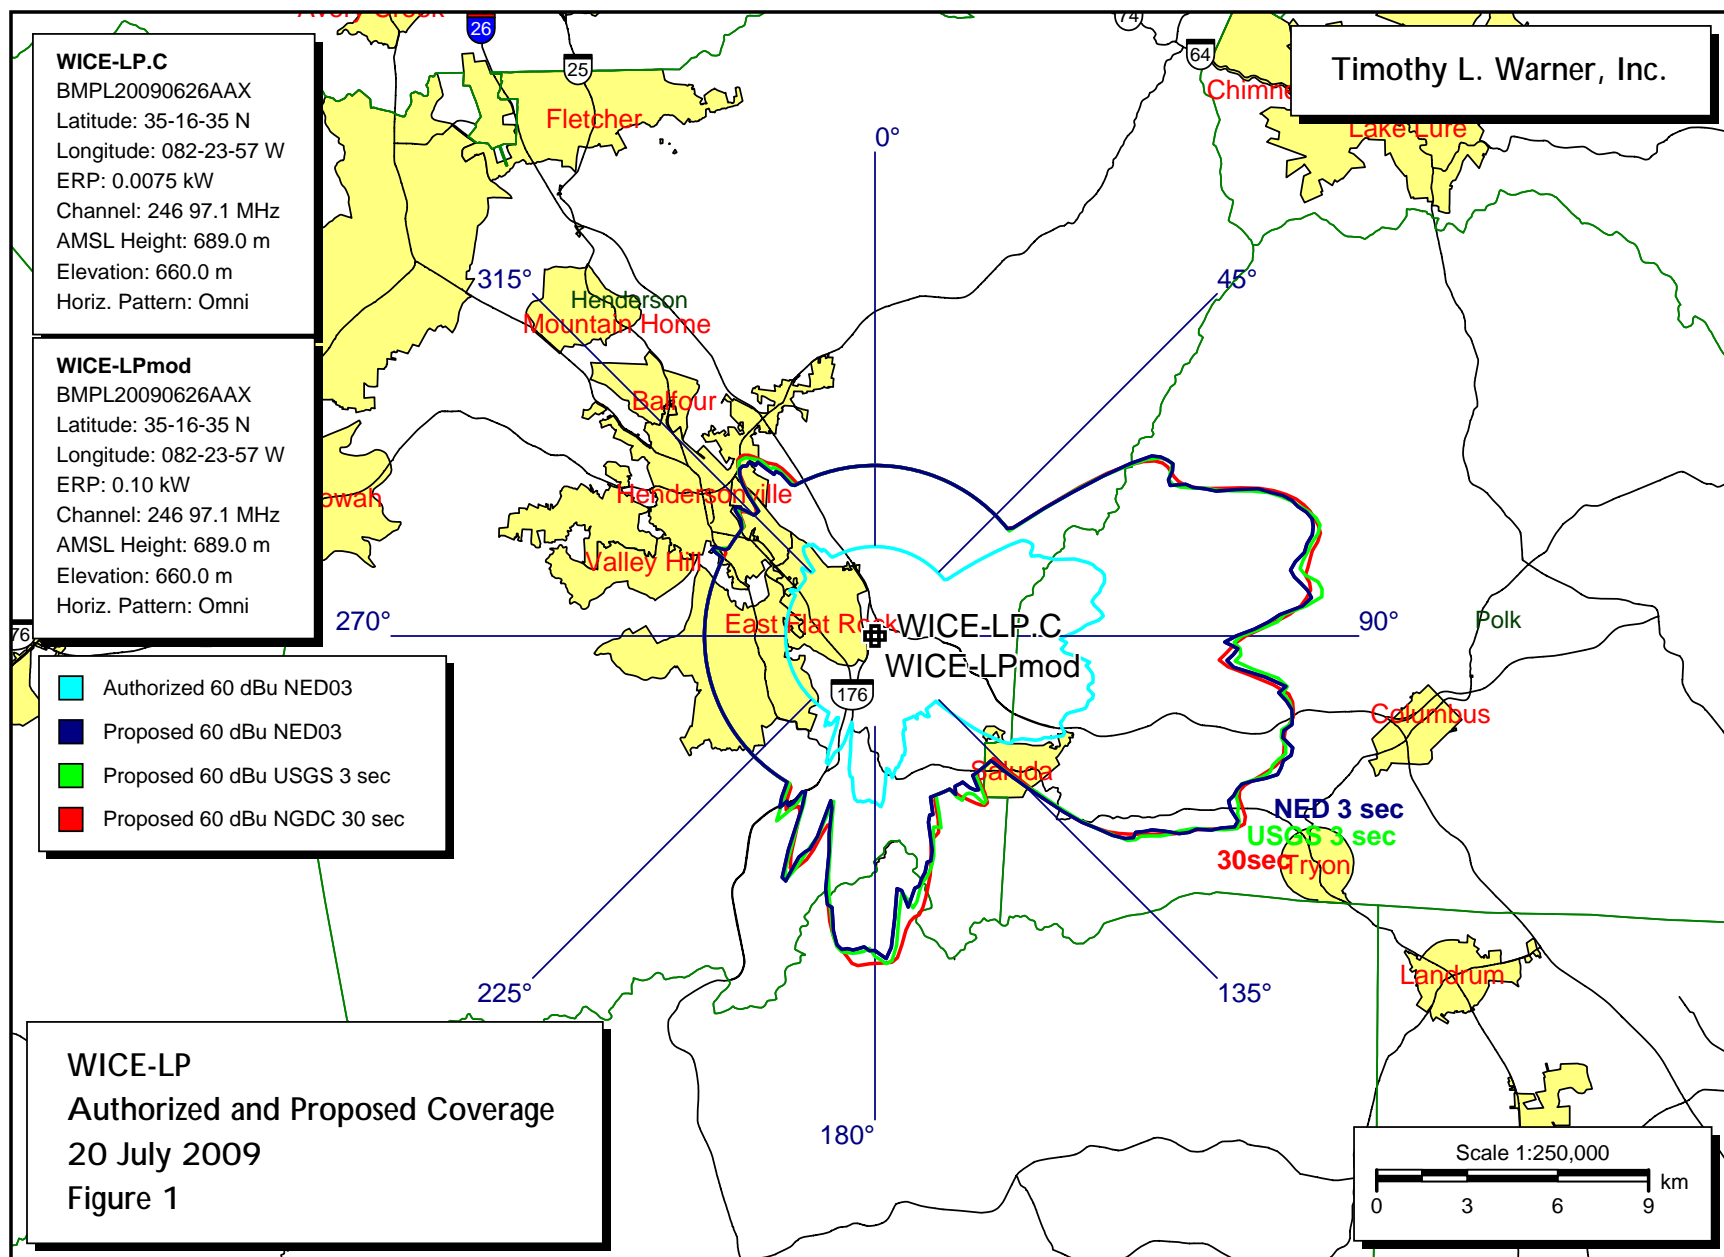 WICE-LP.C
BMPL20090626AAX
Latitude: 35-16-35 N
Longitude: 082-23-57 W
ERP: 0.0075 kW
Channel: 246 97.1 MHz
AMSL Height: 689.0 m
Elevation: 660.0 m
Horiz. Pattern: Omni
WICE-LPmod
BMPL20090626AAX
Latitude: 35-16-35 N
Longitude: 082-23-57 W
ERP: 0.10 kW
Channel: 246 97.1 MHz
AMSL Height: 689.0 m
Elevation: 660.0 m
Horiz. Pattern: Omni
Authorized 60 dBu NED03
Proposed 60 dBu NED03
Proposed 60 dBu USGS 3 sec
Proposed 60 dBu NGDC 30 sec
Timothy L. Warner, Inc.
26
25
74
64
Fletcher
Lake Lure
0°
45°
90°
135°
180°
225°
270°
315°
Henderson
Mountain Home
Balfour
Hendersonville
Valley Hill
East Flat Rock
WICE-LP.C
WICE-LPmod
176
76
Polk
Columbus
Saluda
NED 3 sec
USGS 3 sec
30sec
Tryon
Landrum
WICE-LP
Authorized and Proposed Coverage
20 July 2009
Figure 1
Scale 1:250,000
0 3 6 9 km